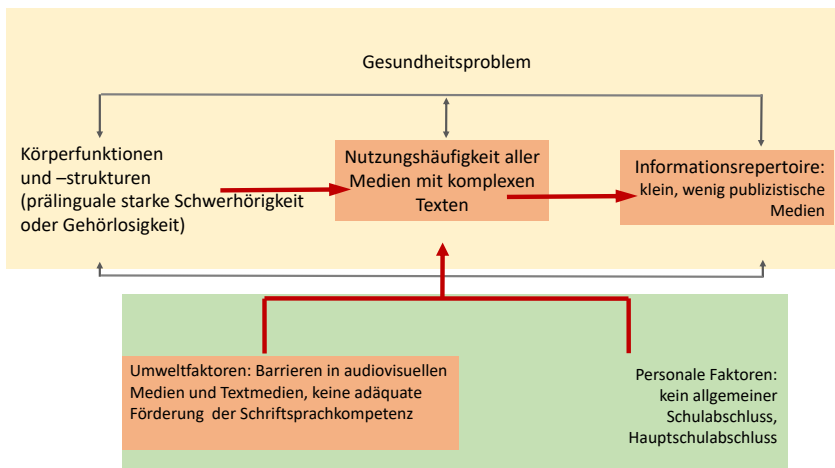 Gesundheitsproblem
Körperfunktionen
und –strukturen
(prälinguale starke Schwerhörigkeit
oder Gehörlosigkeit)
Nutzungshäufigkeit aller
Medien mit komplexen
Texten
Informationsrepertoire:
klein, wenig publizistische
Medien
Umweltfaktoren: Barrieren in audiovisuellen
Medien und Textmedien, keine adäquate
Förderung der Schriftsprachkompetenz
Personale Faktoren:
kein allgemeiner
Schulabschluss,
Hauptschulabschluss